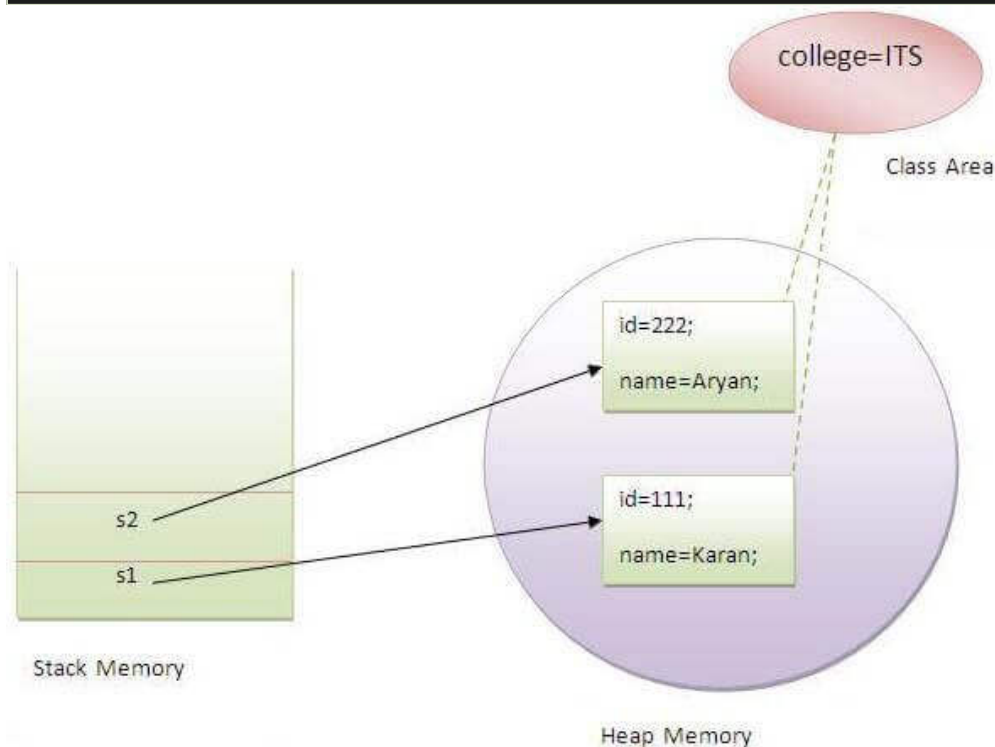 college=ITS
Class Area
id=222;
name=Aryan;
s2
id=111;
name=Karan;
s1
Stack Memory
Heap Memory